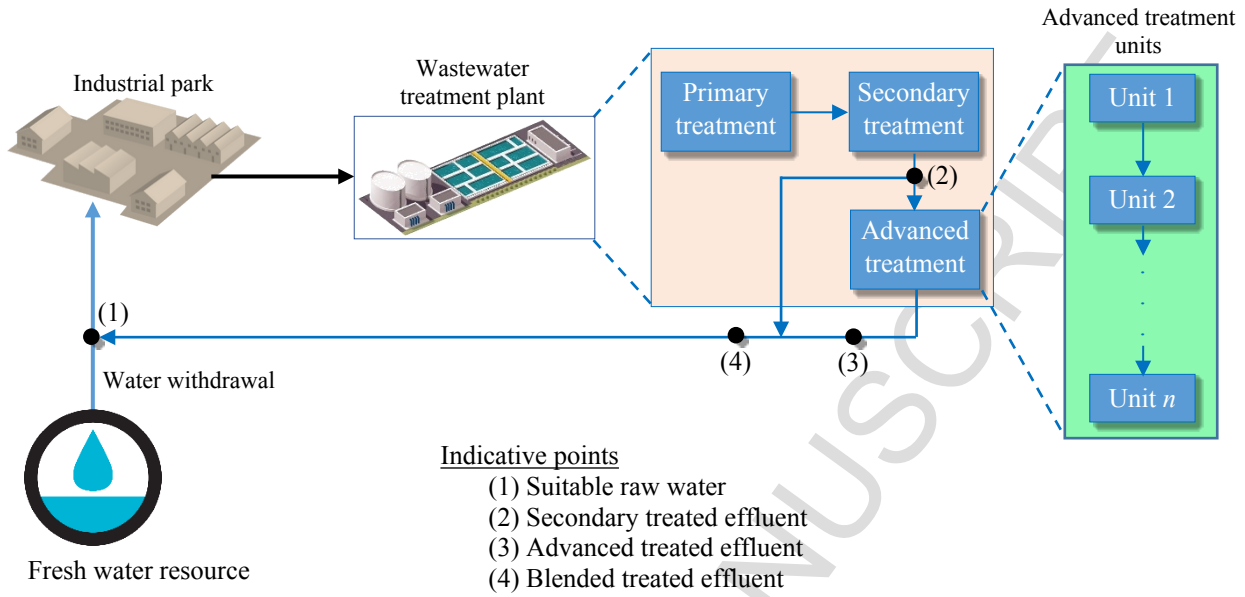 Advanced treatment
units
Industrial park
Wastewater
treatment plant
Primary
treatment
Secondary
treatment
Unit 1
(2)
Unit 2
Advanced
treatment
(1)
(4)
(3)
Water withdrawal
Unit n
Indicative points
(1) Suitable raw water
(2) Secondary treated effluent
(3) Advanced treated effluent
(4) Blended treated effluent
Fresh water resource
NUSCRIPT